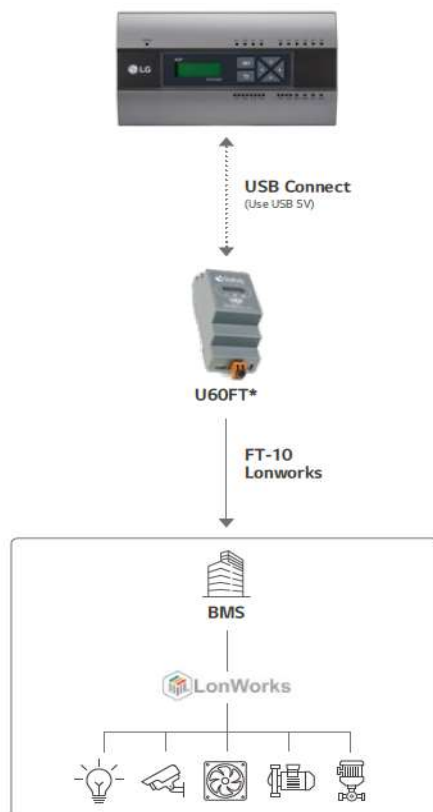 LG
USB Connect
(Use USB 5V)
U60FT*
FT-10
Lonworks
BMS
LonWorks